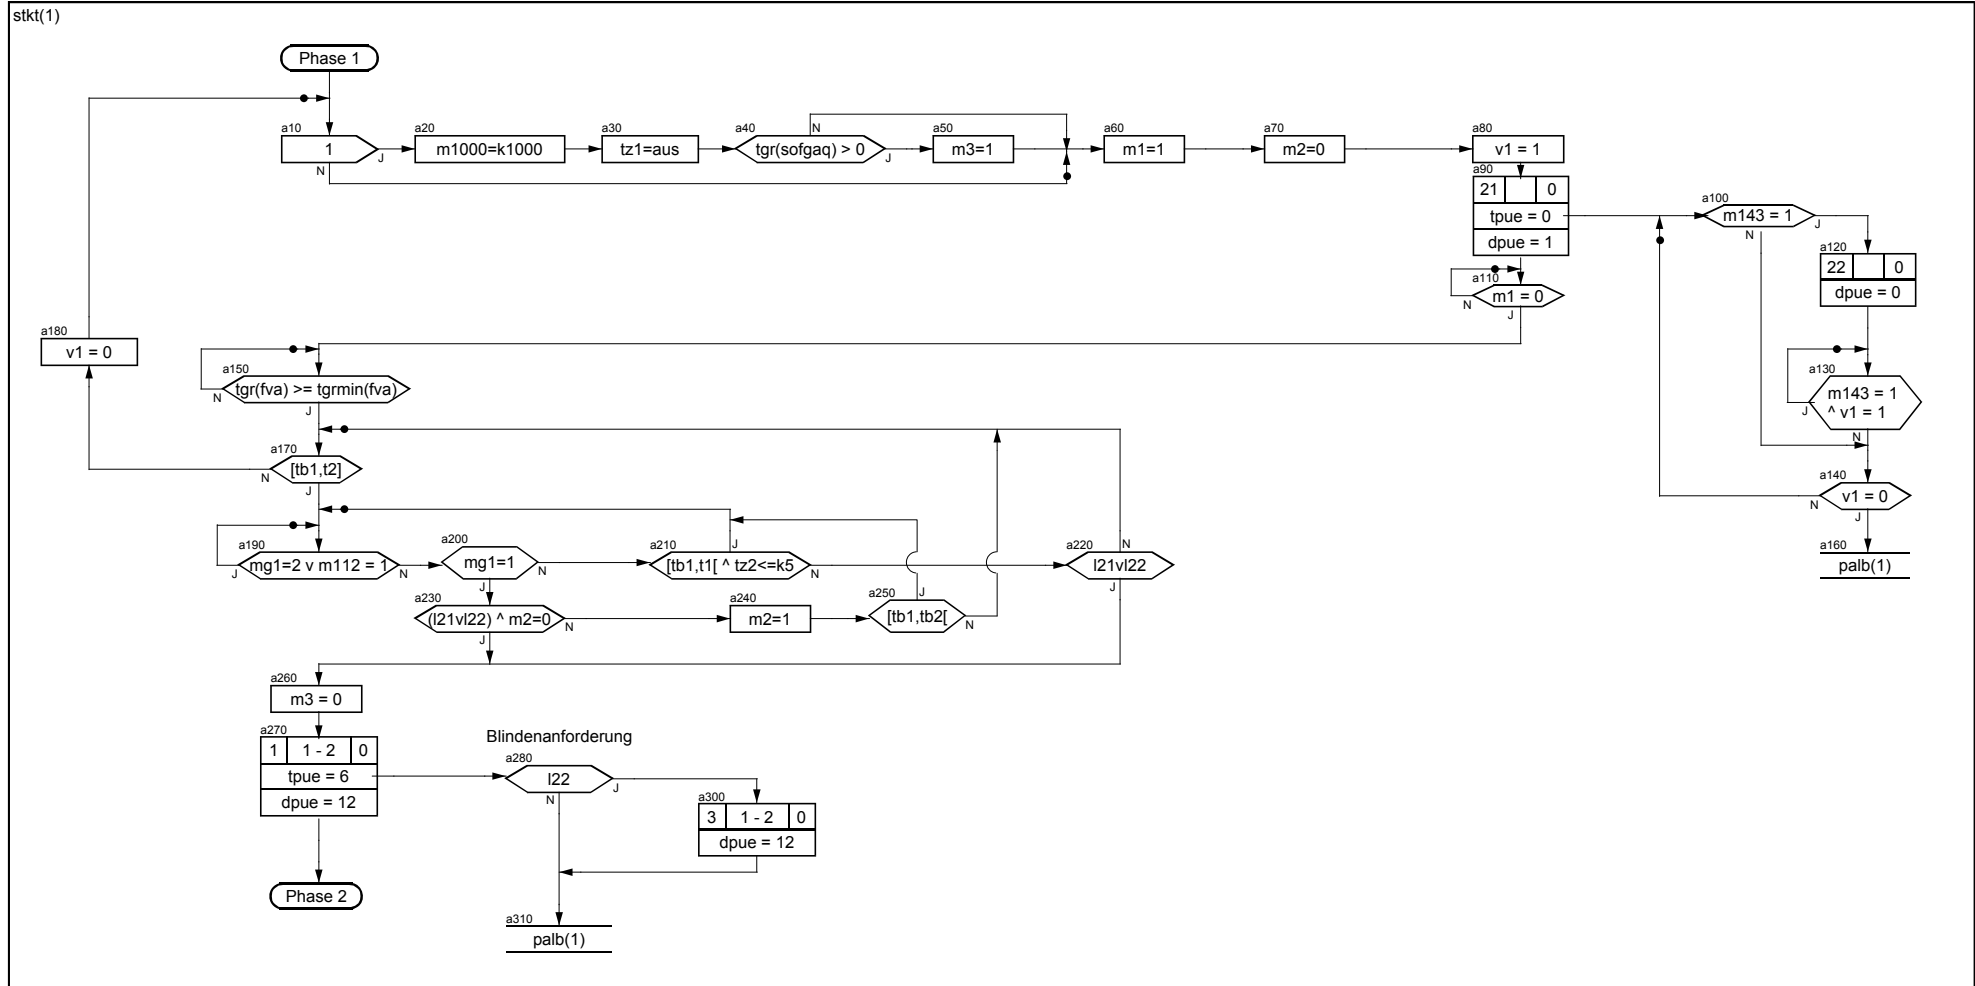 stkt(1)
Phase 1
a10
1
J
N
a20
m1000=k1000
a30
tz1=aus
a40
N
tgr(sofgaq) > 0
J
a50
m3=1
a60
m1=1
a70
m2=0
a80
v1 = 1
a90
21 0
tpue = 0
dpue = 1
a100
m143 = 1
J
N
a110
m1 = 0
N
J
a120
22 0
dpue = 0
a130
m143 = 1
^ v1 = 1
J
N
a140
v1 = 0
N
J
a160
palb(1)
a180
v1 = 0
a150
tgr(fva) >= tgrmin(fva)
N
J
a170
[tb1,t2]
N
J
a190
mg1=2 v m112 = 1
J
N
a200
mg1=1
N
J
a210
J
[tb1,t1[ ^ tz2<=k5
N
a220
N
l21vl22
J
a230
(l21vl22) ^ m2=0
N
J
a240
m2=1
a250
J
[tb1,tb2[
N
a260
m3 = 0
a270
1 1 - 2 0
tpue = 6
dpue = 12
Blindenanforderung
a280
l22
J
N
a300
3 1 - 2 0
dpue = 12
Phase 2
a310
palb(1)